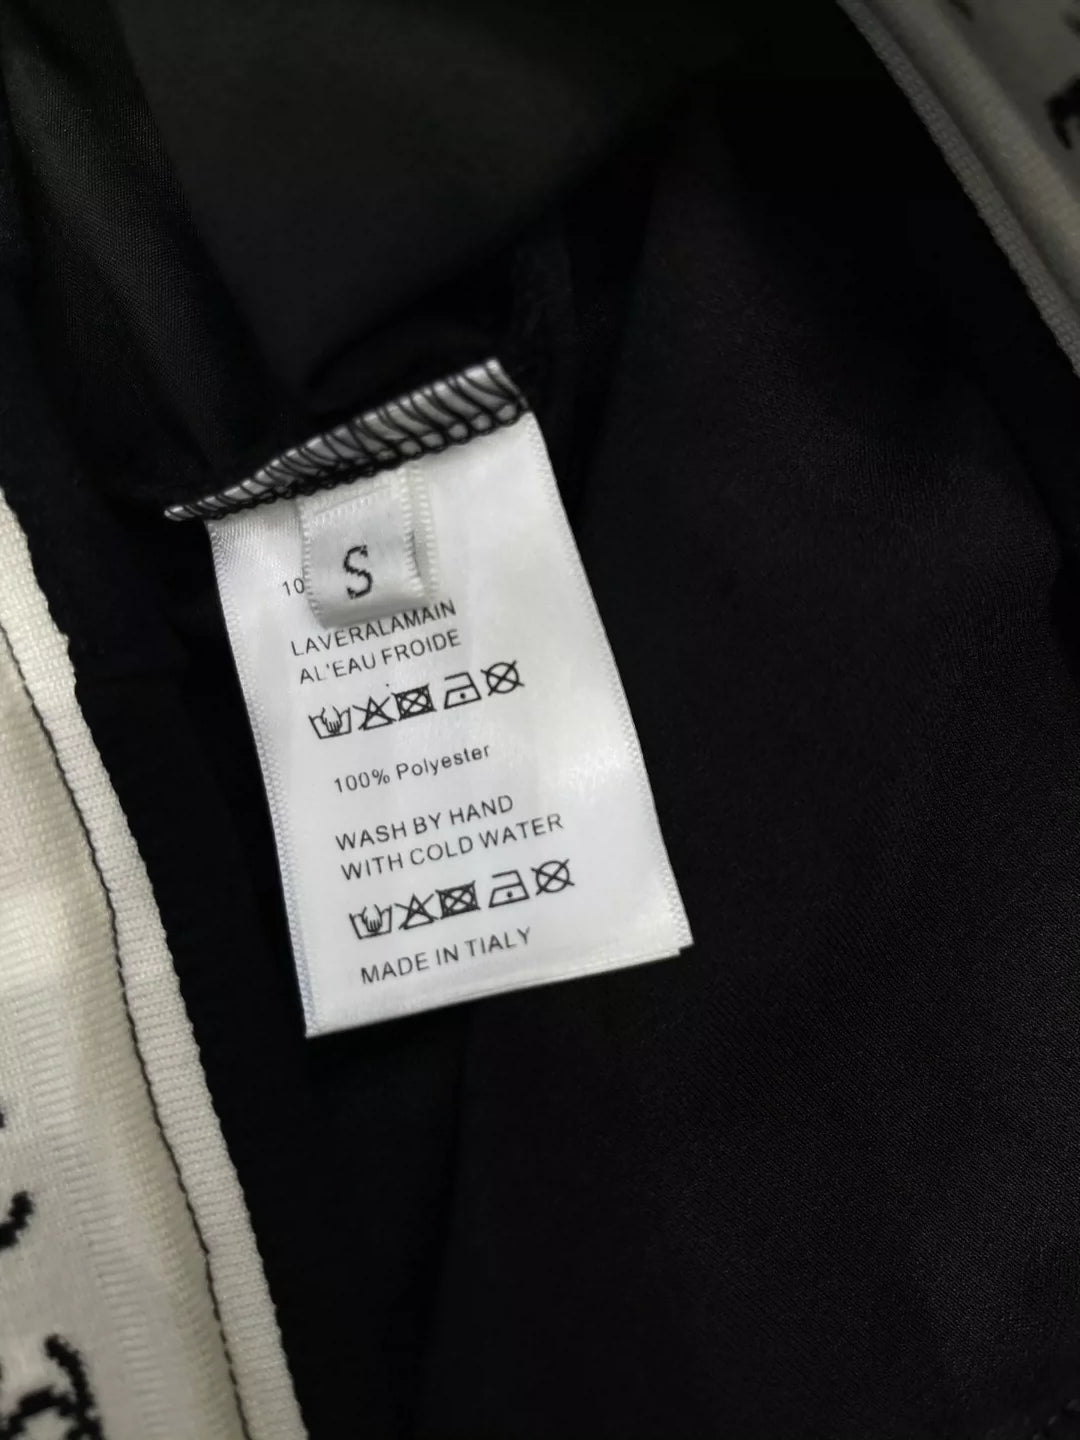 S
10
LAVERALAMAIN
AL'EAU FROIDE
100% Polyester
WASH BY HAND
WITH COLD WATER
MADE IN TIALY